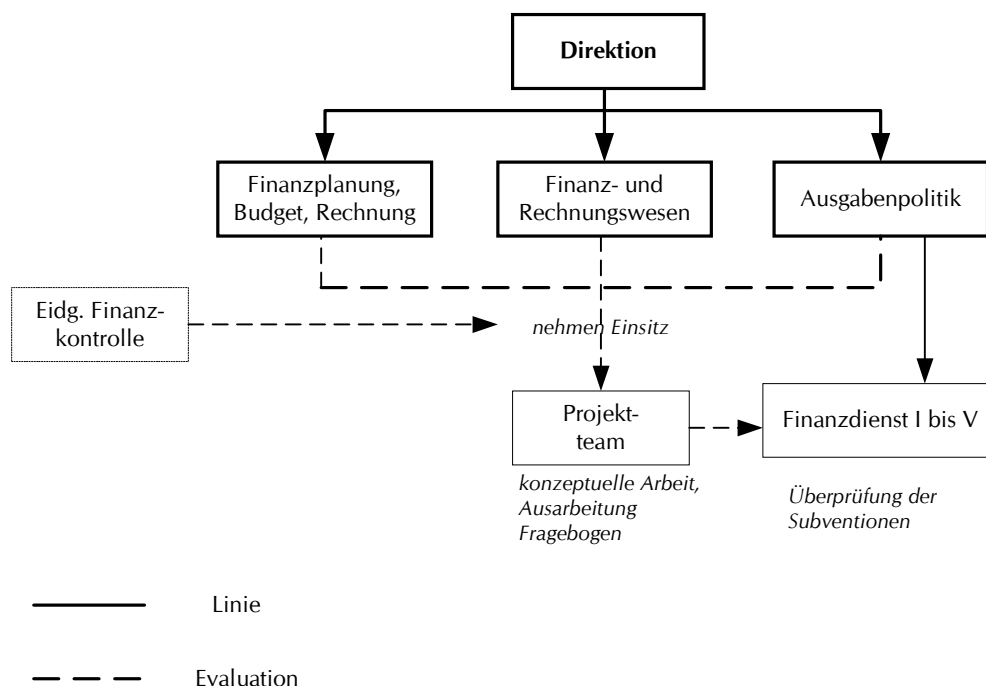 Direktion
Finanzplanung,
Budget, Rechnung
Finanz- und
Rechnungswesen
Ausgabenpolitik
Eidg. Finanz-
kontrolle
nehmen Einsitz
Projekt-
team
Finanzdienst I bis V
konzeptuelle Arbeit,
Ausarbeitung
Fragebogen
Überprüfung der
Subventionen
Linie
Evaluation